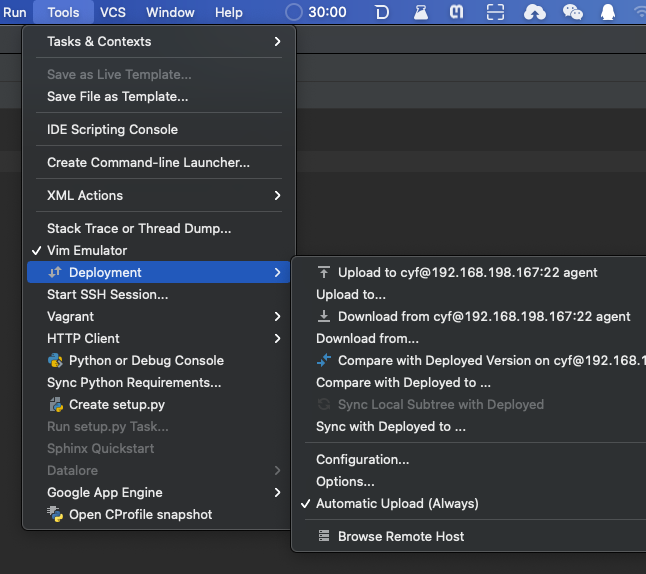 Run Tools VCS Window Help 30:00
Tasks & Contexts
Save as Live Template...
Save File as Template...
IDE Scripting Console
Create Command-line Launcher...
XML Actions
Stack Trace or Thread Dump...
Vim Emulator
Deployment
Start SSH Session...
Vagrant
HTTP Client
Python or Debug Console
Sync Python Requirements...
Create setup.py
Run setup.py Task...
Sphinx Quickstart
Datalore
Google App Engine
Open CProfile snapshot
Upload to cyf@192.168.198.167:22 agent
Upload to...
Download from cyf@192.168.198.167:22 agent
Download from...
Compare with Deployed Version on cyf@192.168.1
Compare with Deployed to ...
Sync Local Subtree with Deployed
Sync with Deployed to ...
Configuration...
Options...
Automatic Upload (Always)
Browse Remote Host